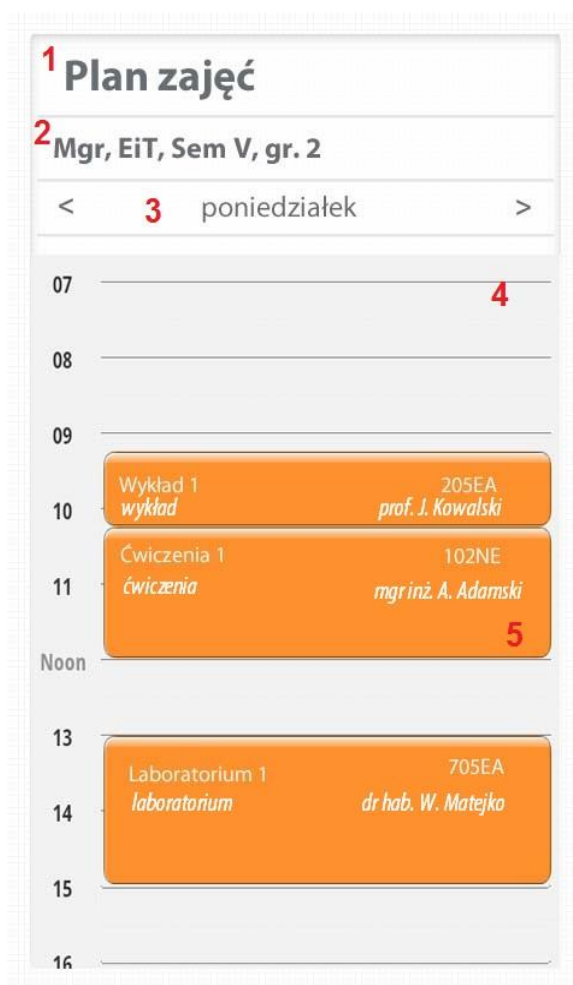 1 Plan zajęć
2 Mgr, EiT, Sem V, gr. 2
< 3 poniedziałek >
07 4
08
09
Wykład 1 205EA
10 wykład prof. J. Kowalski
Ćwiczenia 1 102NE
11 ćwiczenia mgr inż. A. Adamski
5
Noon
13
Laboratorium 1 705EA
14 laboratorium dr hab. W. Matejko
15
16